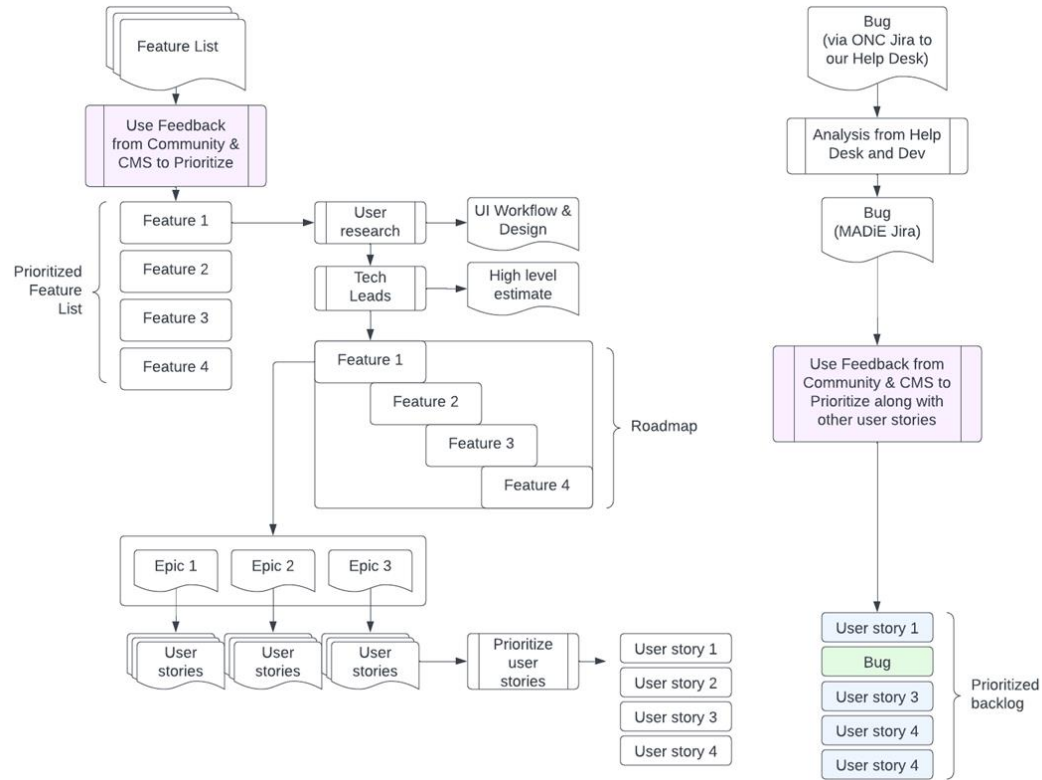 Feature List
Use Feedback
from Community &
CMS to Prioritize
Prioritized
Feature
List
Feature 1
Feature 2
Feature 3
Feature 4
User
research
UI Workflow &
Design
Tech
Leads
High level
estimate
Feature 1
Feature 2
Feature 3
Feature 4
Roadmap
Epic 1
Epic 2
Epic 3
User
stories
User
stories
User
stories
Prioritize
user
stories
User story 1
User story 2
User story 3
User story 4
Bug
(via ONC Jira to
our Help Desk)
Analysis from Help
Desk and Dev
Bug
(MADiE Jira)
Use Feedback from
Community & CMS to
Prioritize along with
other user stories
User story 1
Bug
User story 3
User story 4
User story 4
Prioritized
backlog